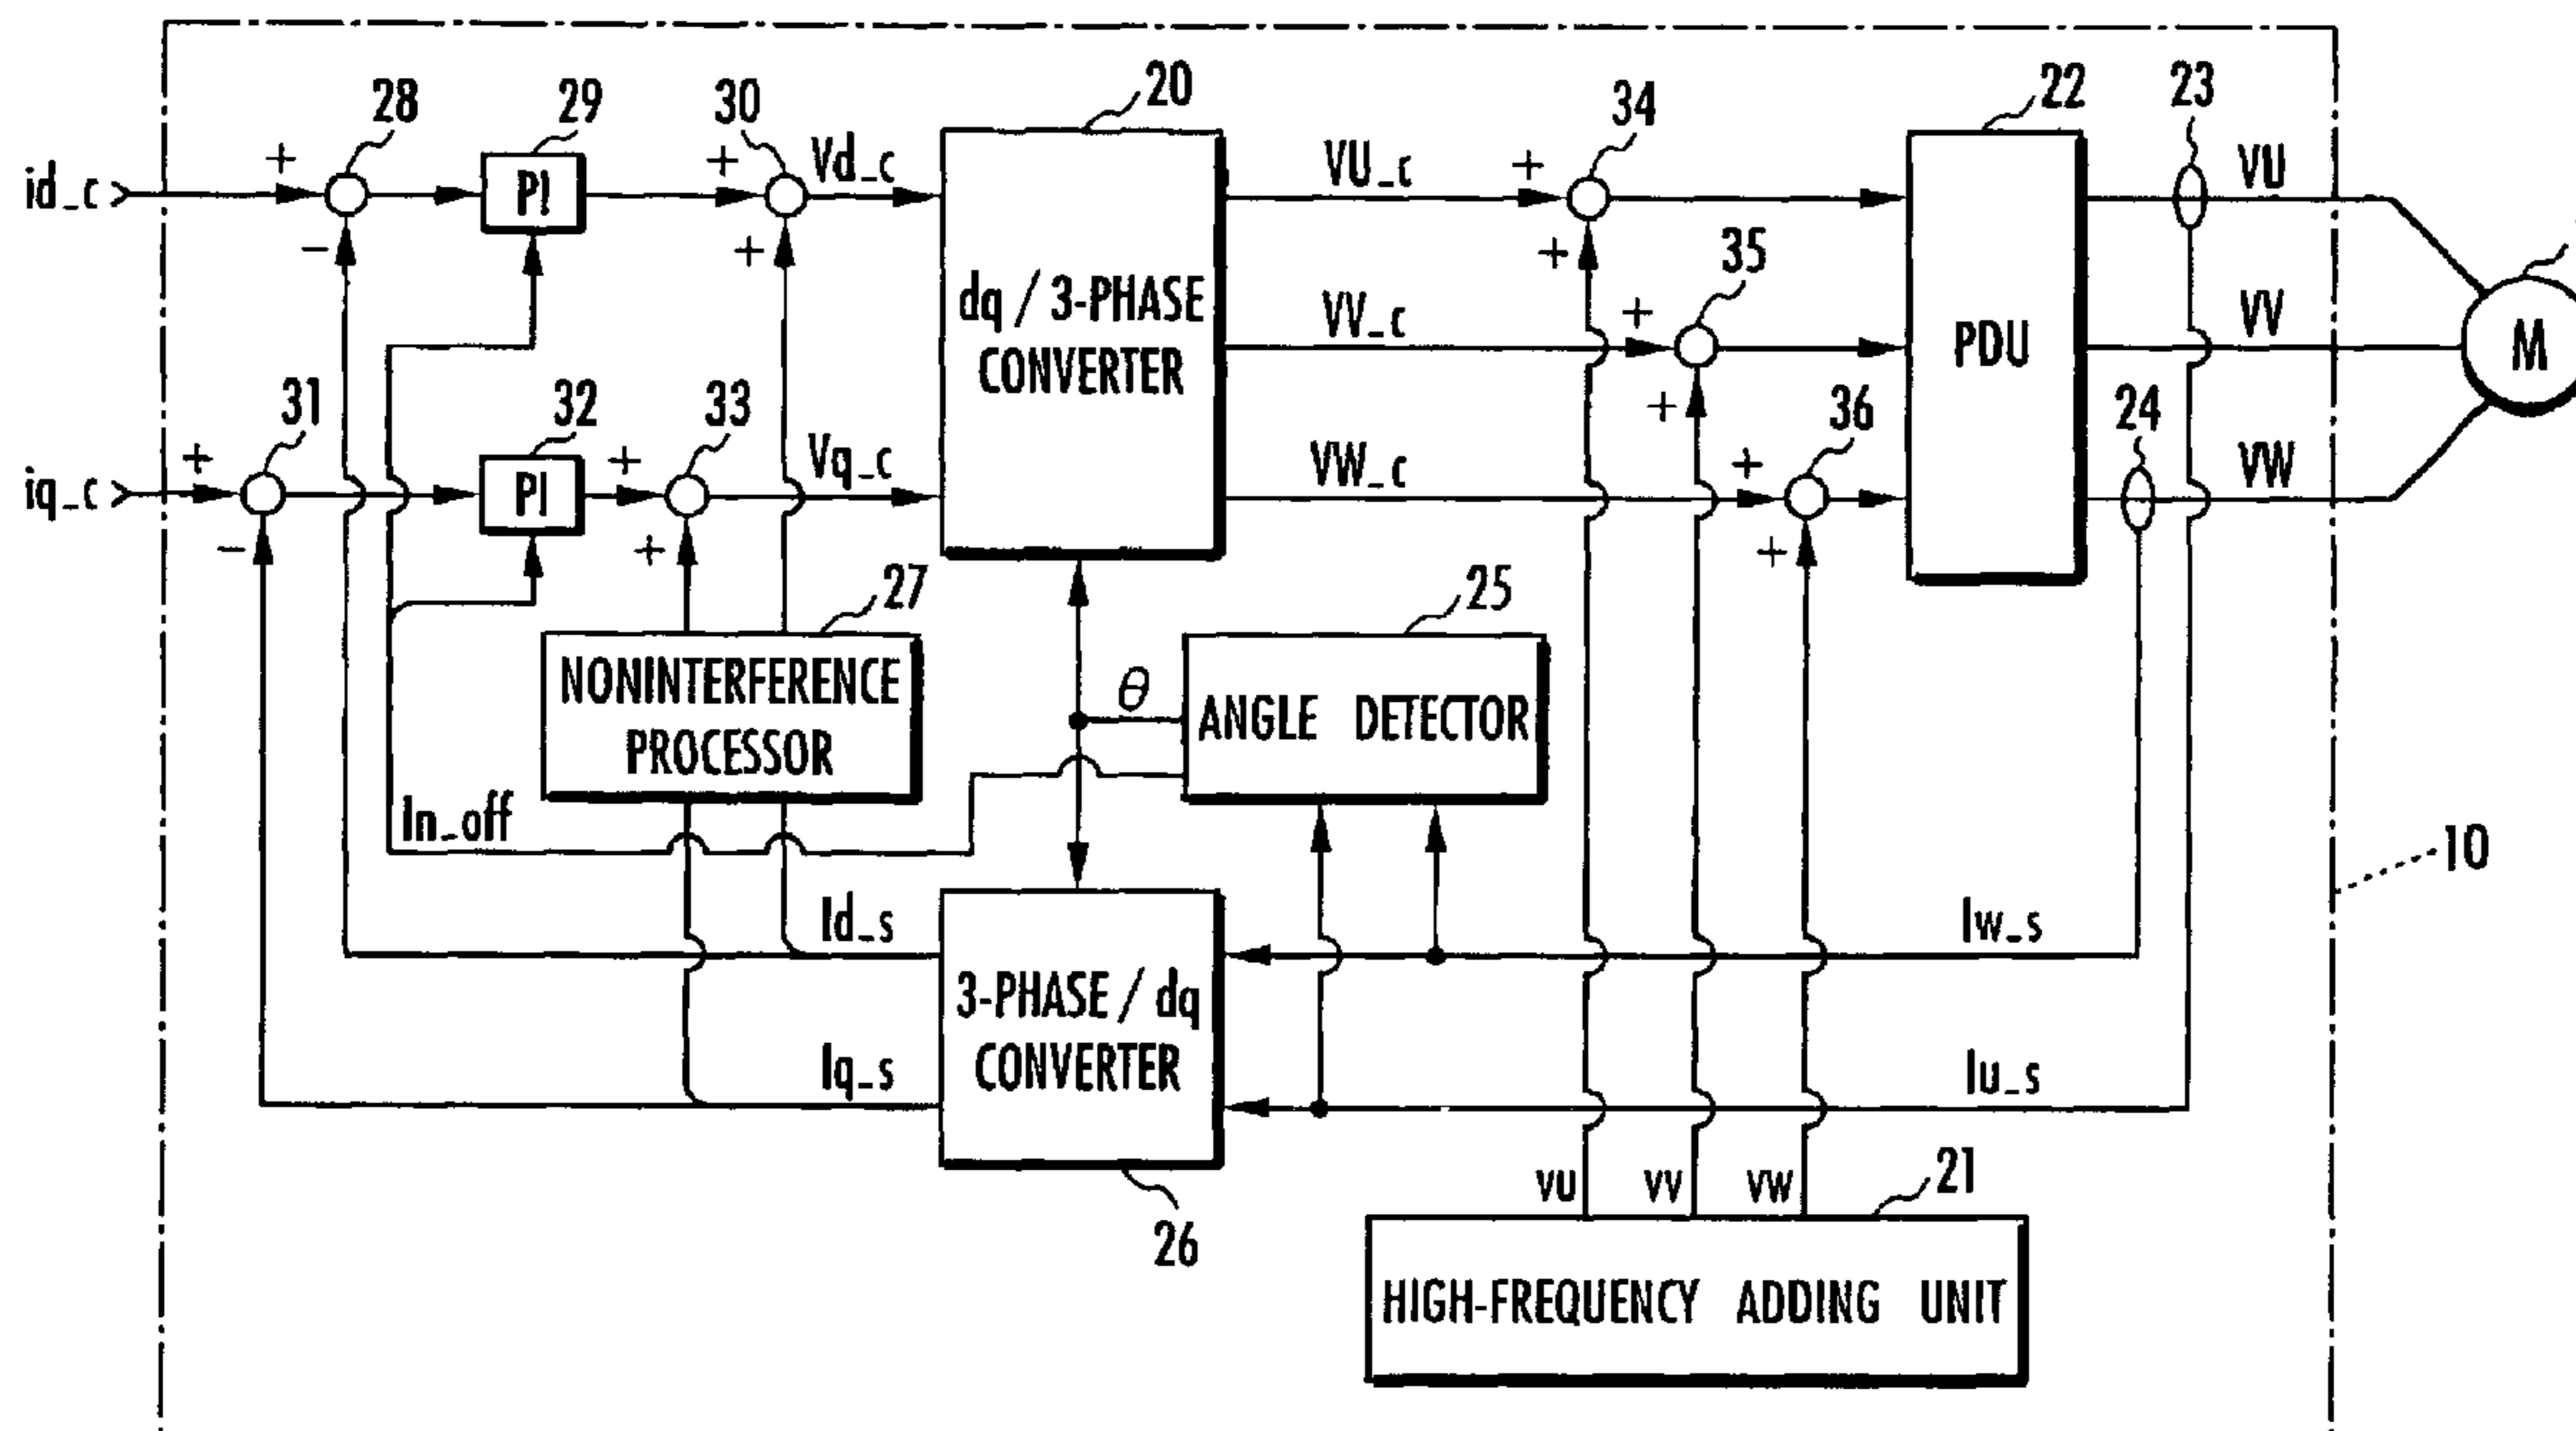 28
29
30
20
34
22
23
id_c
+
PI
+
Vd_c
VU_c
+
VU
−
+
+
35
dq / 3-PHASE
CONVERTER
VV_c
+
PDU
VV
M
31
32
33
+
36
24
iq_c
+
PI
+
Vq_c
VW_c
+
VW
−
+
+
27
25
NONINTERFERENCE
PROCESSOR
θ
ANGLE DETECTOR
In_off
10
Id_s
Iw_s
3-PHASE / dq
CONVERTER
Iq_s
Iu_s
26
vu
vv
vw
21
HIGH-FREQUENCY ADDING UNIT